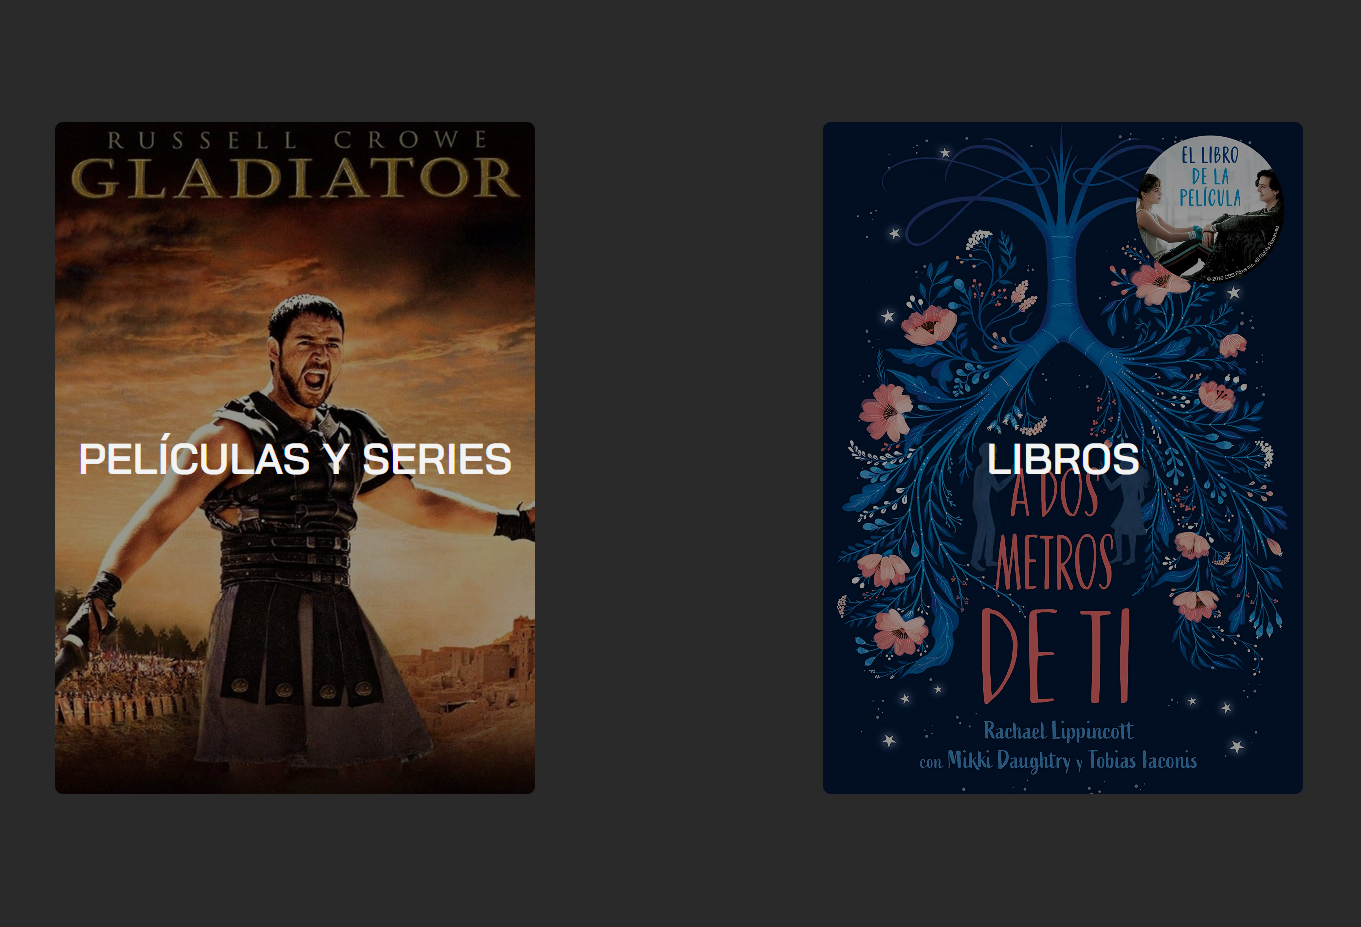 RUSSELL CROWE
GLADIATOR
PELÍCULAS Y SERIES
EL LIBRO
DE LA
PELÍCULA
LIBROS
A DOS
METROS
DE TI
Rachael Lippincott
con Mikki Daughtry y Tobias Iaconis